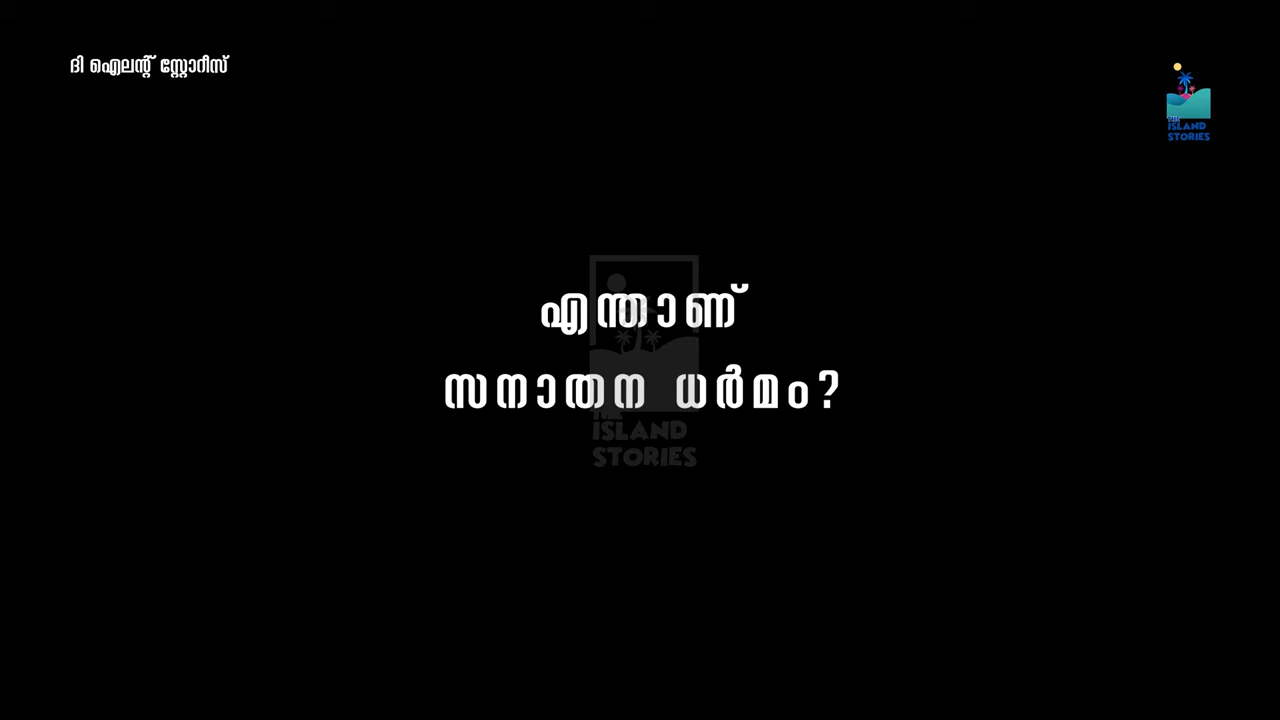 ദി ഐലന്റ് സ്റ്റോറീസ്
THE
ISLAND
STORIES
എന്താണ്
സനാതന ധർമം?
THE
ISLAND
STORIES